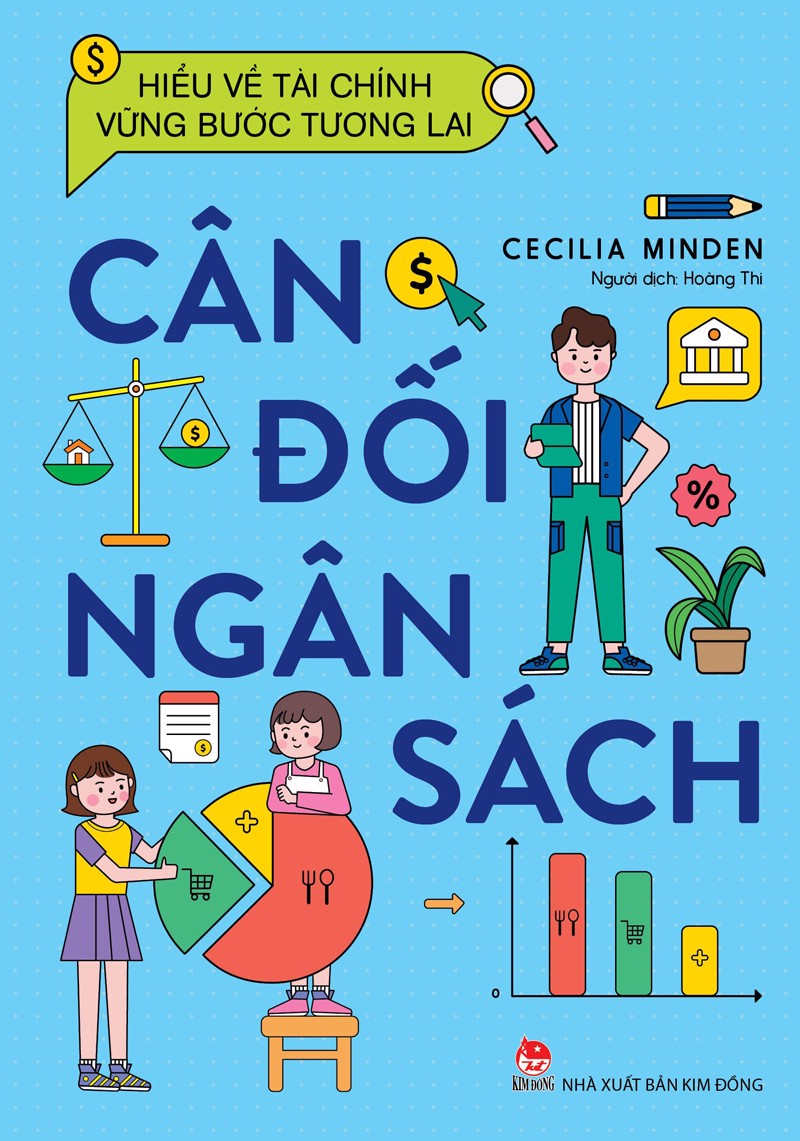 $
HIỂU VỀ TÀI CHÍNH
VỮNG BƯỚC TƯƠNG LAI
CECILIA MINDEN
Người dịch: Hoàng Thi
CÂN
$
ĐỐI
$
%
NGÂN
SÁCH
$
0
KIM ĐỒNG
NHÀ XUẤT BẢN KIM ĐỒNG